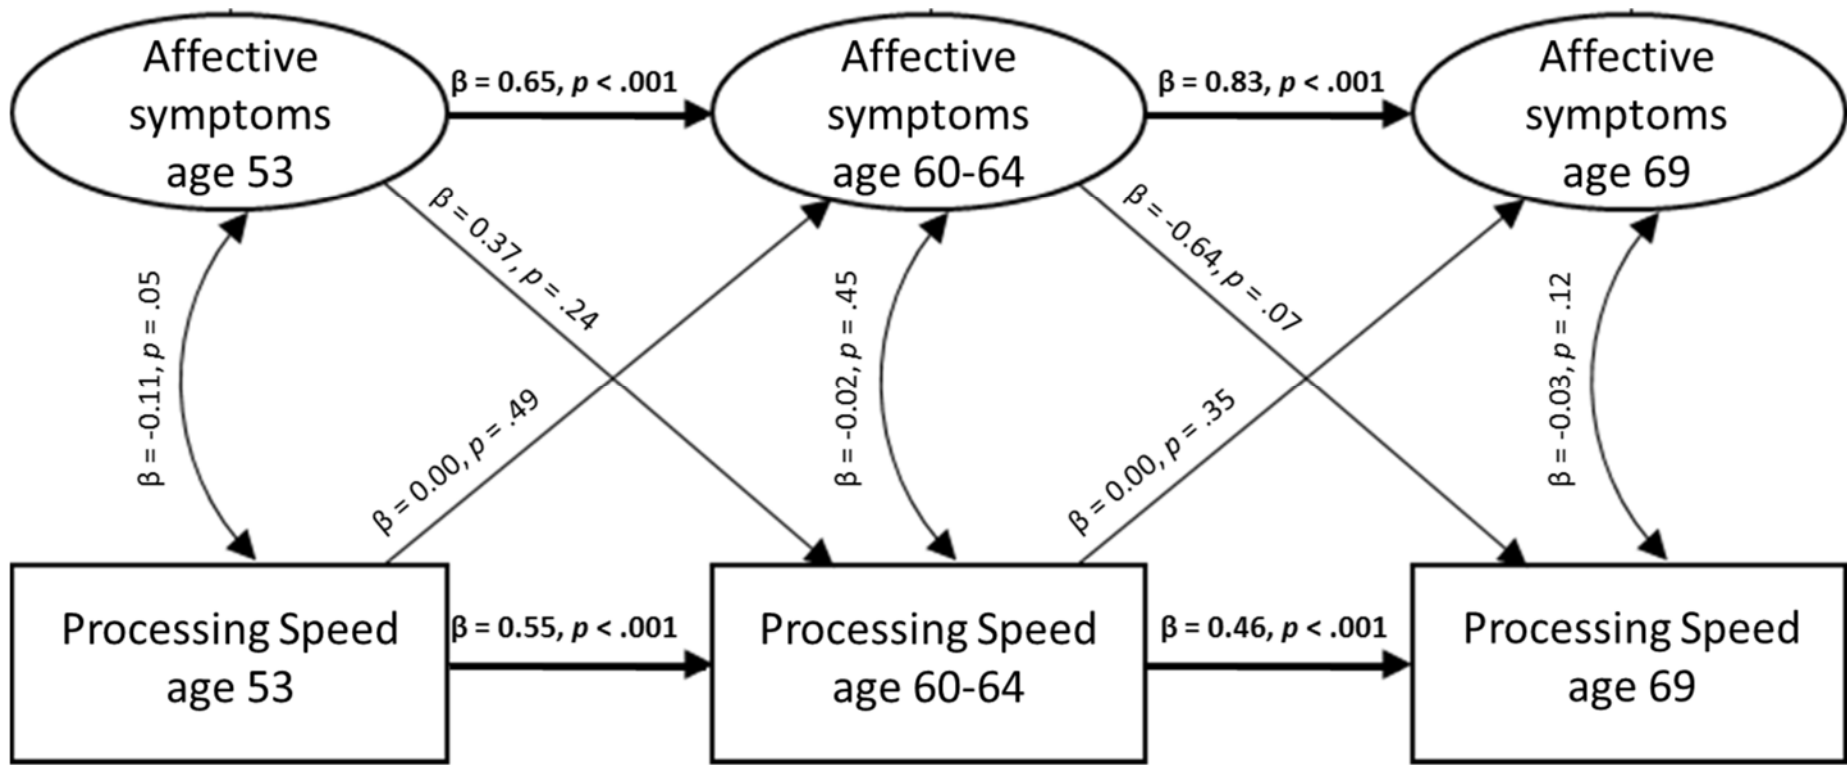 Affective
symptoms
age 53
β = 0.65, p < .001
Affective
symptoms
age 60-64
β = 0.83, p < .001
Affective
symptoms
age 69
β = -0.11, p = .05
β = 0.37, p = .24
β = 0.00, p = .49
β = -0.02, p = .45
β = -0.64, p = .07
β = 0.00, p = .35
β = -0.03, p = .12
Processing Speed
age 53
β = 0.55, p < .001
Processing Speed
age 60-64
β = 0.46, p < .001
Processing Speed
age 69